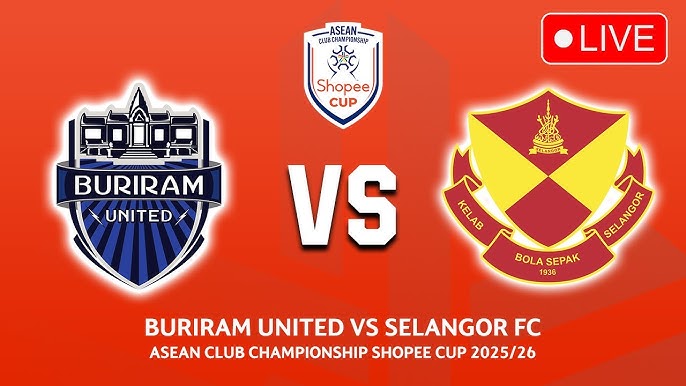 ASEAN
CLUB CHAMPIONSHIP
Shopee
CUP
LIVE
BURIRAM
UNITED
VS
SELANGOR
KELAB
BOLA SEPAK
SELANGOR
1936
BURIRAM UNITED VS SELANGOR FC
ASEAN CLUB CHAMPIONSHIP SHOPEE CUP 2025/26